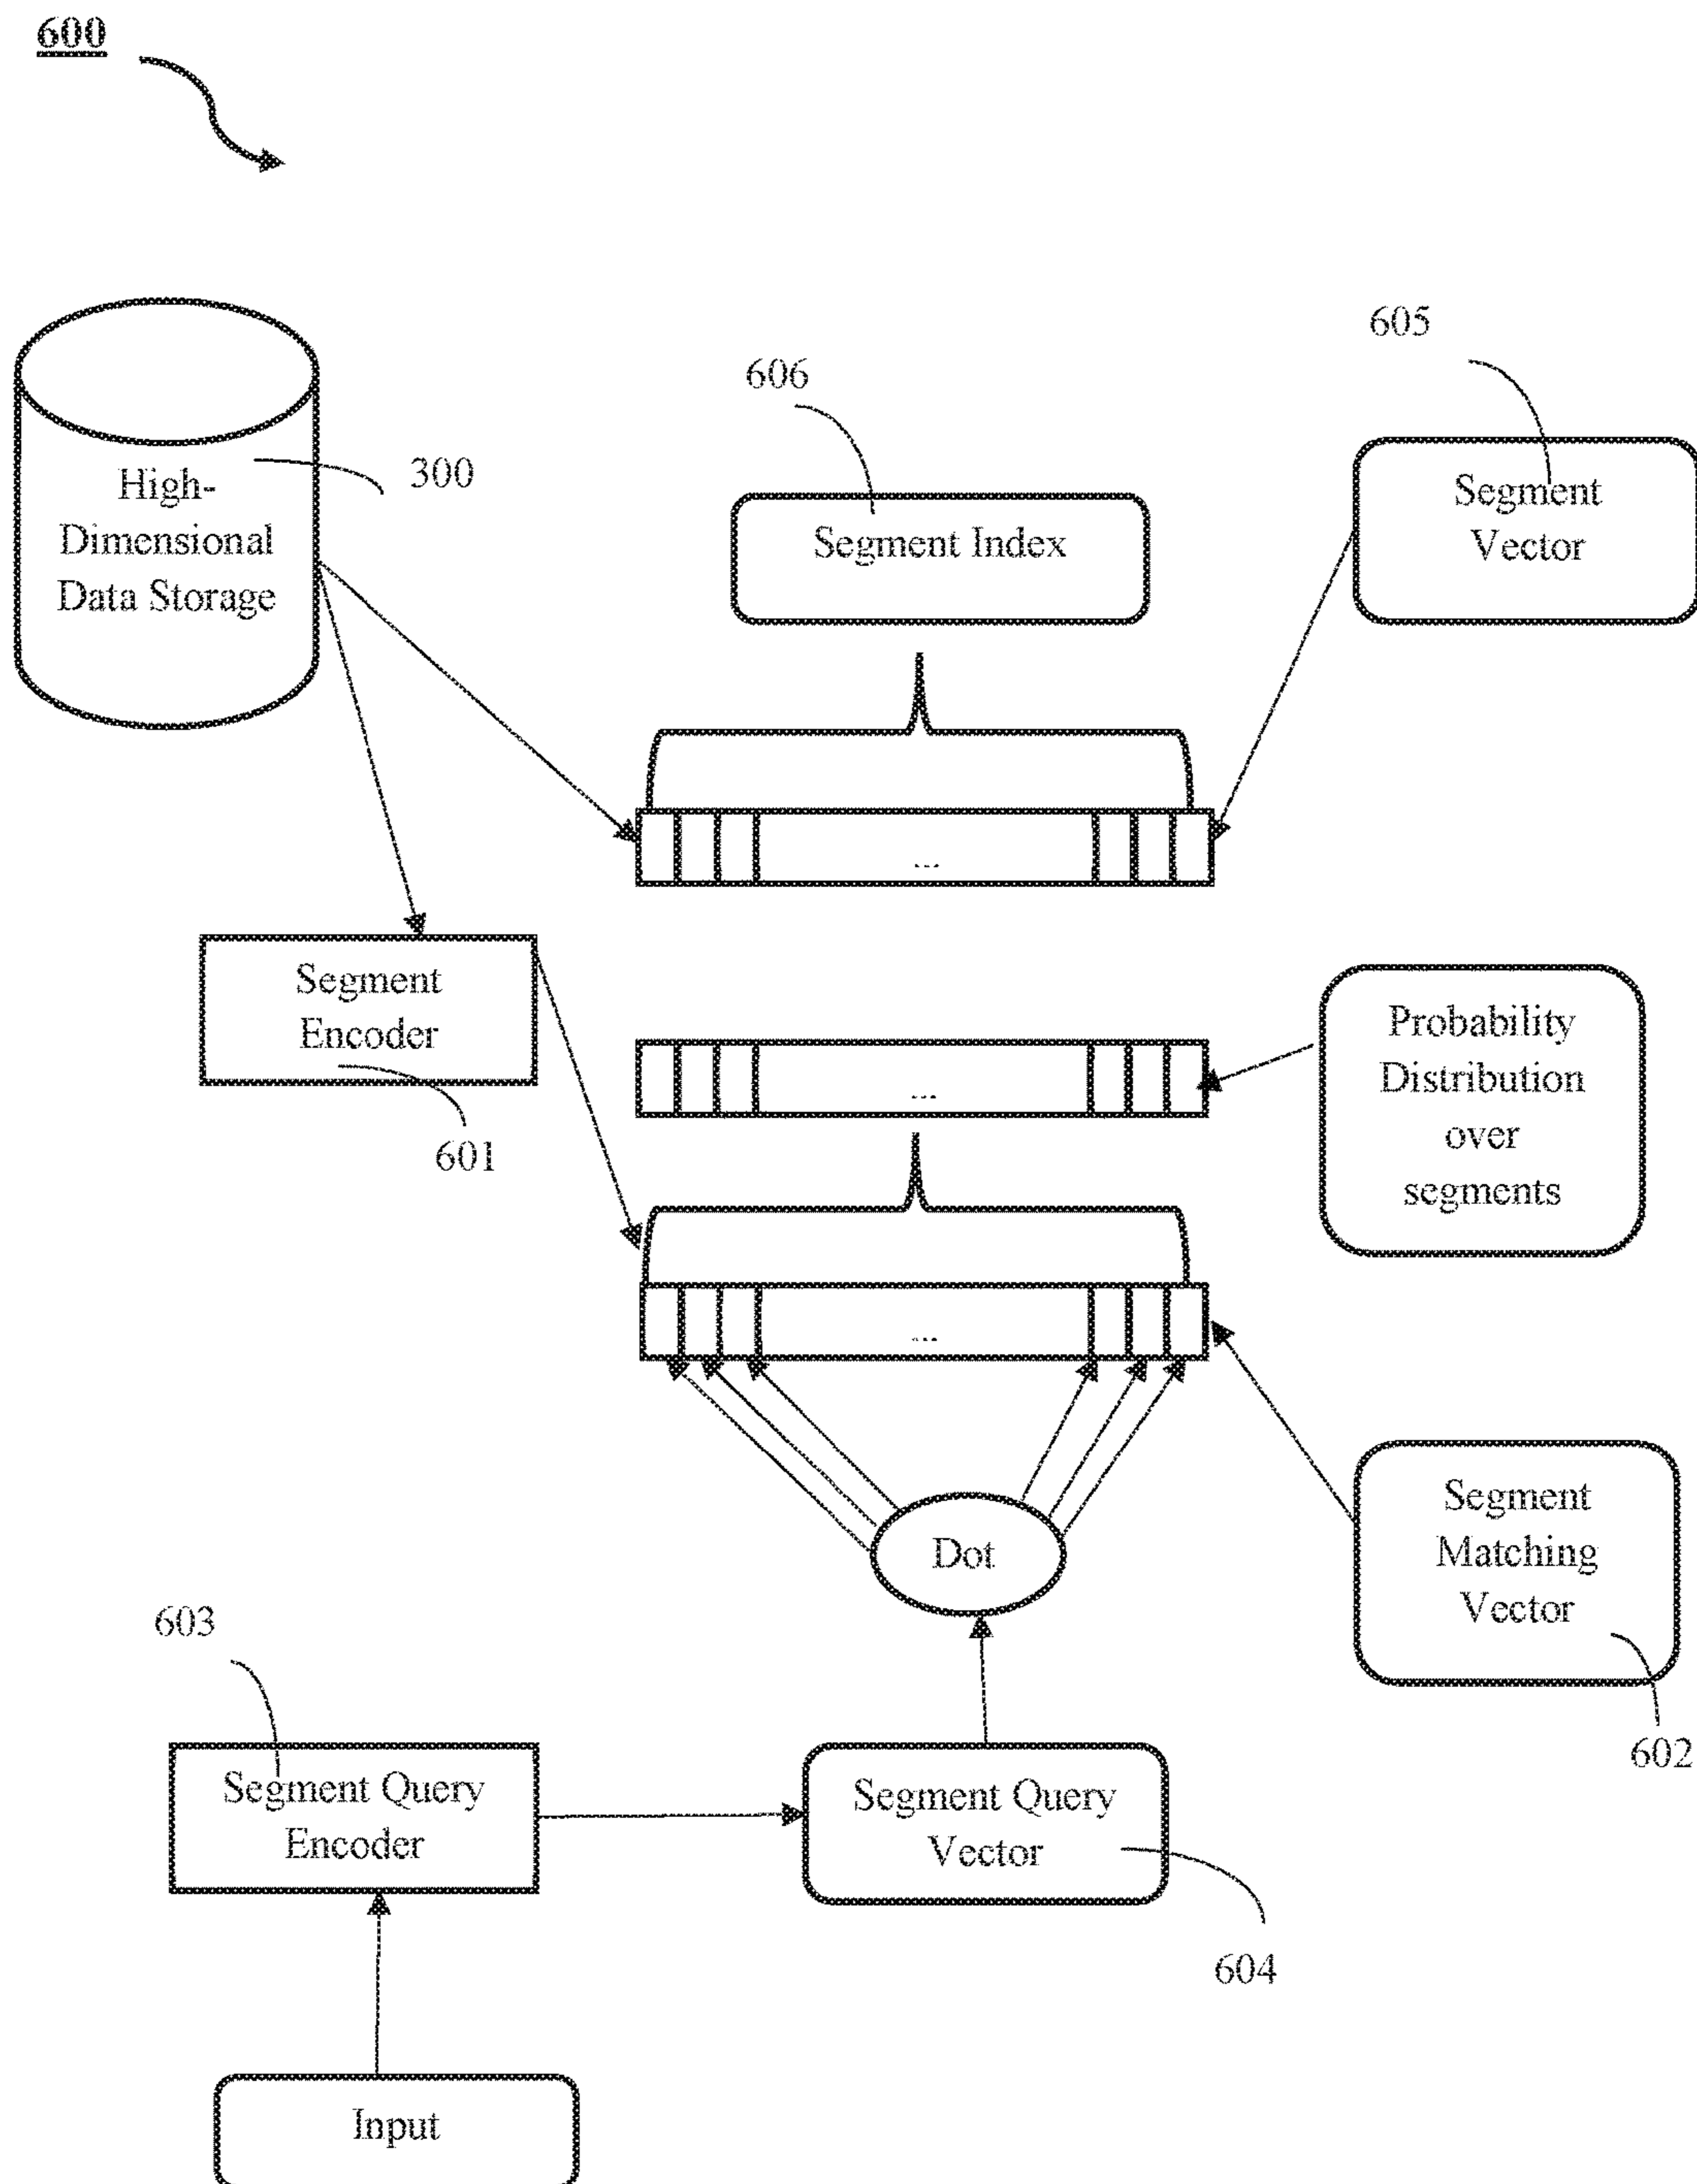 600
605
606
High-
Dimensional
Data Storage
300
Segment Index
Segment
Vector
...
Segment
Encoder
601
Probability
Distribution
over
segments
...
...
Segment
Matching
Vector
602
Dot
603
Segment Query
Encoder
Segment Query
Vector
604
Input